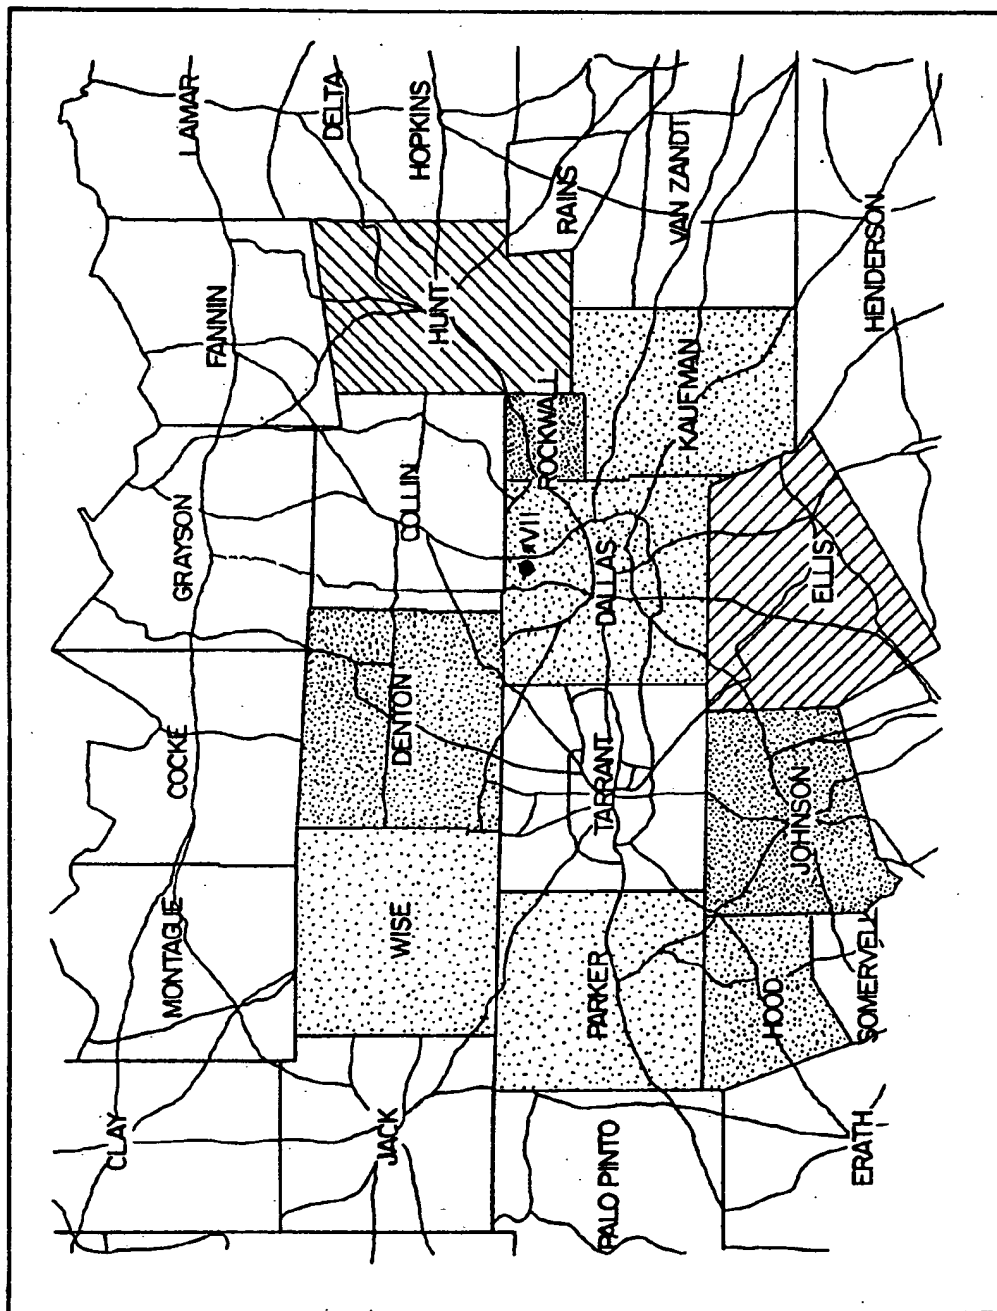 CLAY
MONTAGUE
COCKE
GRAYSON
FANNIN
LAMAR
DELTA
HOPKINS
JACK
WISE
DENTON
COLLIN
HUNT
RAINS
PALO PINTO
PARKER
TARRANT
DALLAS
VII
ROCKWALL
KAUFMAN
VAN ZANDT
ERATH
HOOD
SOMERVELL
JOHNSON
ELLIS
HENDERSON